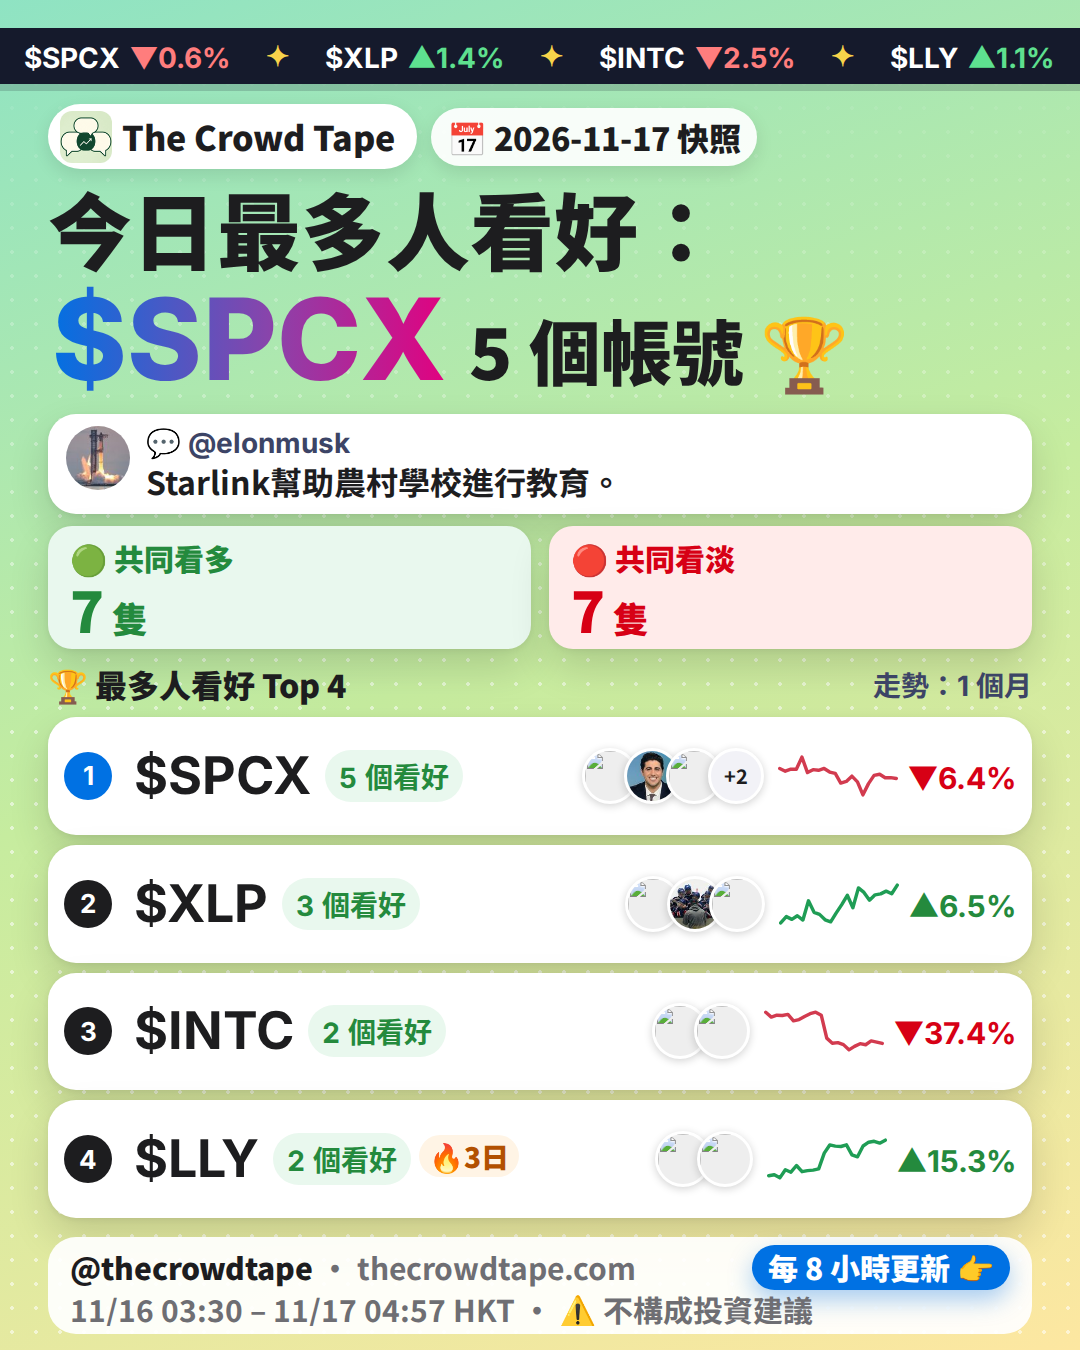 $SPCX ▼0.6% ✦ $XLP ▲1.4% ✦ $INTC ▼2.5% ✦ $LLY ▲1.1%
The Crowd Tape
📅 2026-11-17 快照
今日最多人看好：
$SPCX 5 個帳號 🏆
💬 @elonmusk
Starlink幫助農村學校進行教育。
🟢 共同看多
7 隻
🔴 共同看淡
7 隻
🏆 最多人看好 Top 4
走勢：1 個月
1 $SPCX 5 個看好 +2 ▼6.4%
2 $XLP 3 個看好 ▲6.5%
3 $INTC 2 個看好 ▼37.4%
4 $LLY 2 個看好 🔥3日 ▲15.3%
@thecrowdtape · thecrowdtape.com
每 8 小時更新 👉
11/16 03:30 – 11/17 04:57 HKT · ⚠️ 不構成投資建議